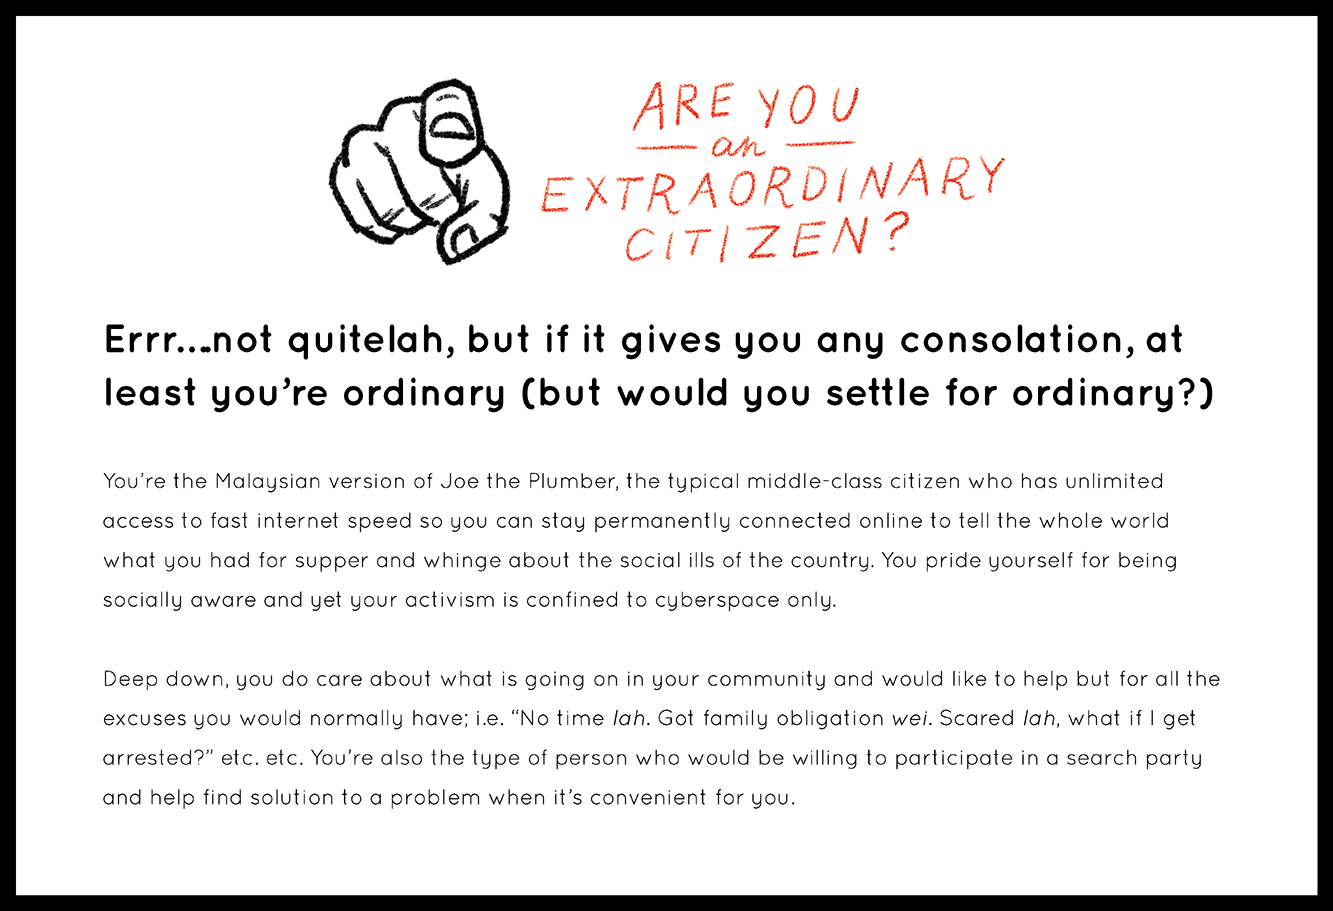 ARE YOU
an
EXTRAORDINARY
CITIZEN?
Errr....not quitelah, but if it gives you any consolation, at
least you’re ordinary (but would you settle for ordinary?)
You’re the Malaysian version of Joe the Plumber, the typical middle-class citizen who has unlimited
access to fast internet speed so you can stay permanently connected online to tell the whole world
what you had for supper and whinge about the social ills of the country. You pride yourself for being
socially aware and yet your activism is confined to cyberspace only.
Deep down, you do care about what is going on in your community and would like to help but for all the
excuses you would normally have; i.e. “No time lah. Got family obligation wei. Scared lah, what if I get
arrested?” etc. etc. You’re also the type of person who would be willing to participate in a search party
and help find solution to a problem when it’s convenient for you.